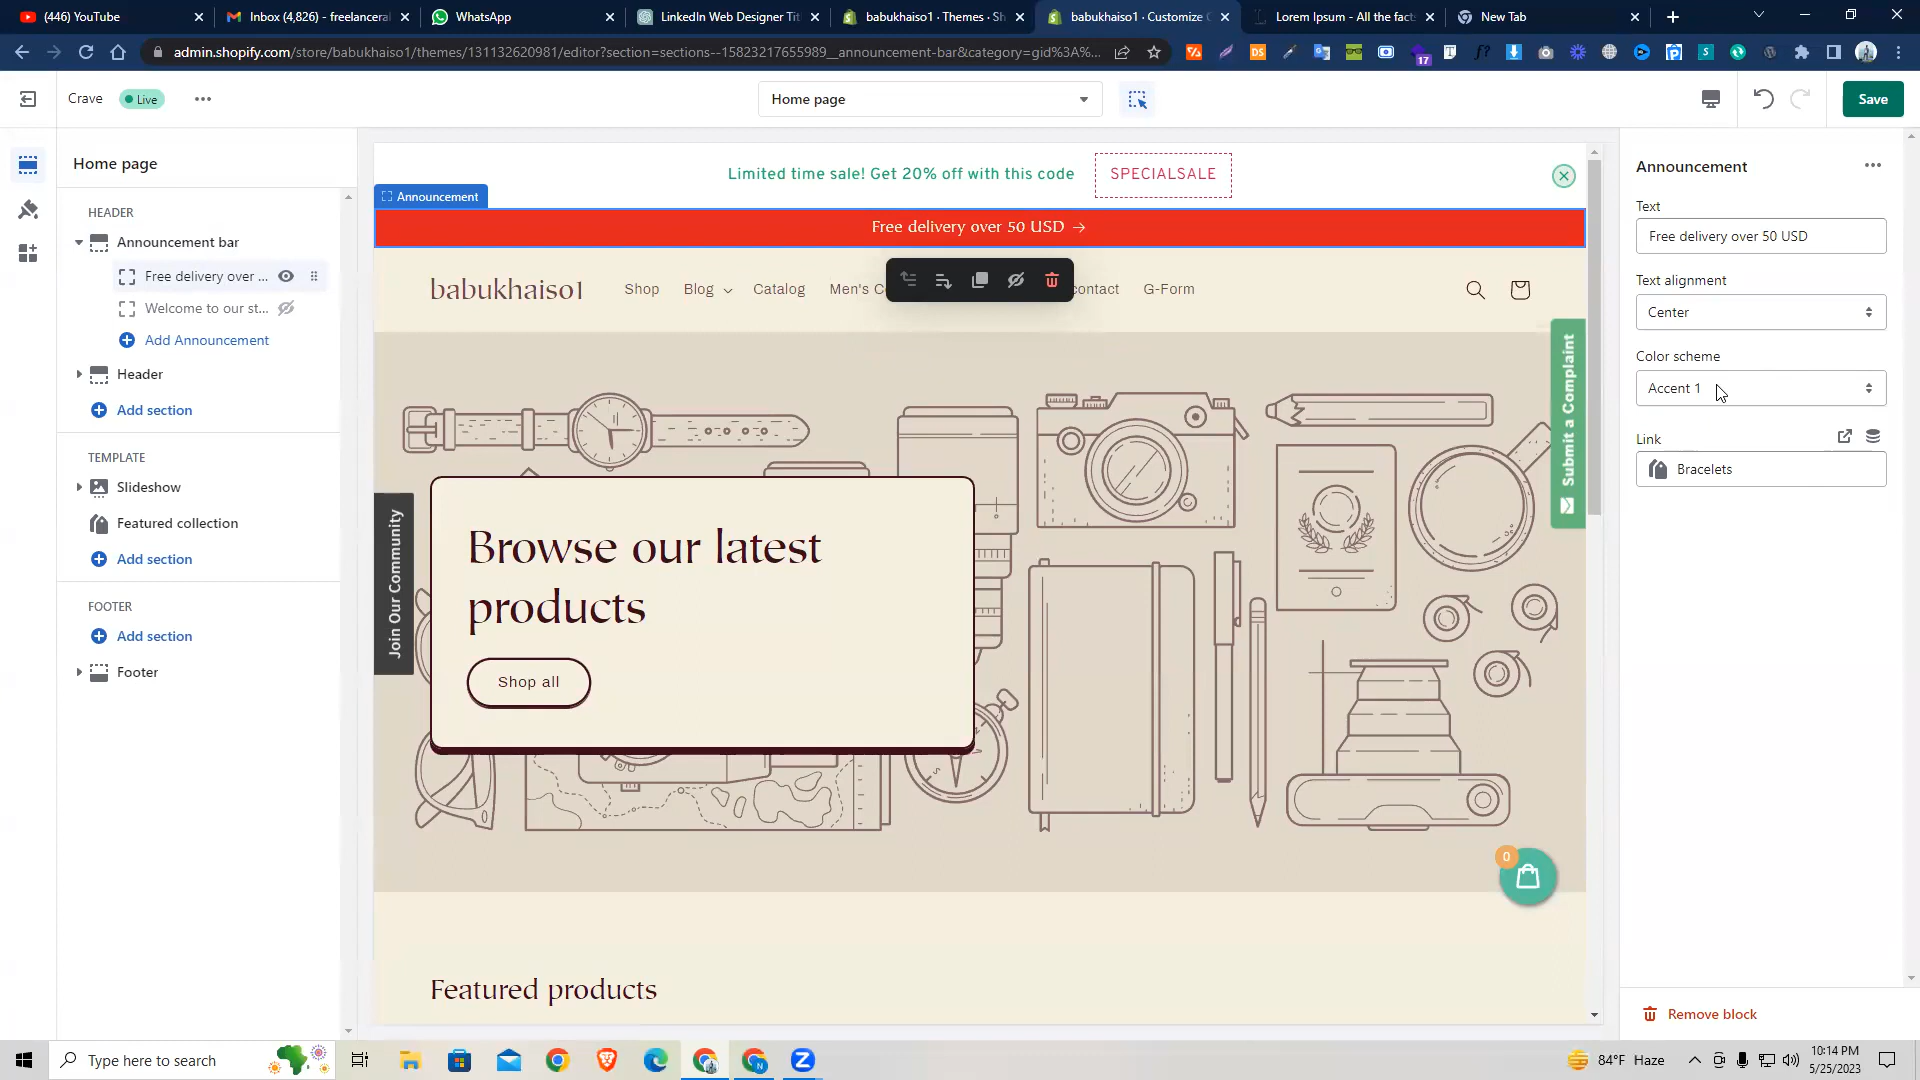 (446) YouTube
Inbox (4,826) - freelanceral
WhatsApp
LinkedIn Web Designer Tit
babukhaiso1 · Themes · Sh
babukhaiso1 · Customize C
Lorem Ipsum - All the fact
New Tab
admin.shopify.com/store/babukhaiso1/themes/131132620981/editor?section=sections--15823217655989__announcement-bar&category=gid%3A%...
17
Crave
Live
Home page
Save
Home page
HEADER
Announcement bar
Free delivery over ...
Welcome to our st...
Add Announcement
Header
Add section
TEMPLATE
Slideshow
Featured collection
Add section
FOOTER
Add section
Footer
Limited time sale! Get 20% off with this code
SPECIALSALE
Announcement
Free delivery over 50 USD →
babukhaiso1
Shop
Blog
Catalog
Men's C
contact
G-Form
Submit a Complaint
Join Our Community
Browse our latest
products
Shop all
0
Featured products
Announcement
Text
Free delivery over 50 USD
Text alignment
Center
Color scheme
Accent 1
Link
Bracelets
Remove block
Type here to search
84°F Haze
10:14 PM
5/25/2023